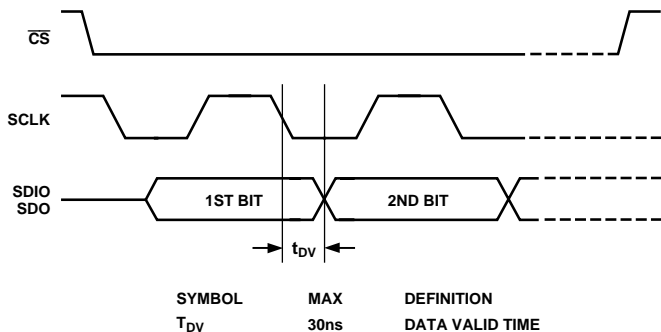 CS
SCLK
SDIO
SDO
1ST BIT
2ND BIT
tDV
SYMBOL MAX DEFINITION
TDV 30ns DATA VALID TIME